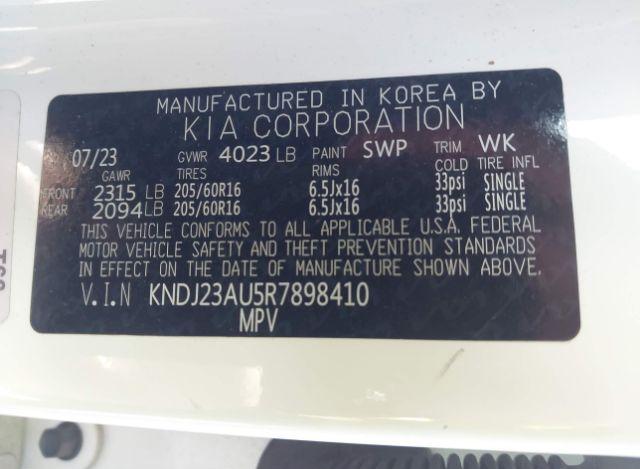 MANUFACTURED IN KOREA BY
KIA CORPORATION
07/23 GVWR 4023 LB PAINT SWP TRIM WK
GAWR TIRES RIMS COLD TIRE INFL
FRONT 2315 LB 205/60R16 6.5Jx16 33psi SINGLE
REAR 2094 LB 205/60R16 6.5Jx16 33psi SINGLE
THIS VEHICLE CONFORMS TO ALL APPLICABLE U.S.A. FEDERAL
MOTOR VEHICLE SAFETY AND THEFT PREVENTION STANDARDS
IN EFFECT ON THE DATE OF MANUFACTURE SHOWN ABOVE.
V.I.N KNDJ23AU5R7898410
MPV